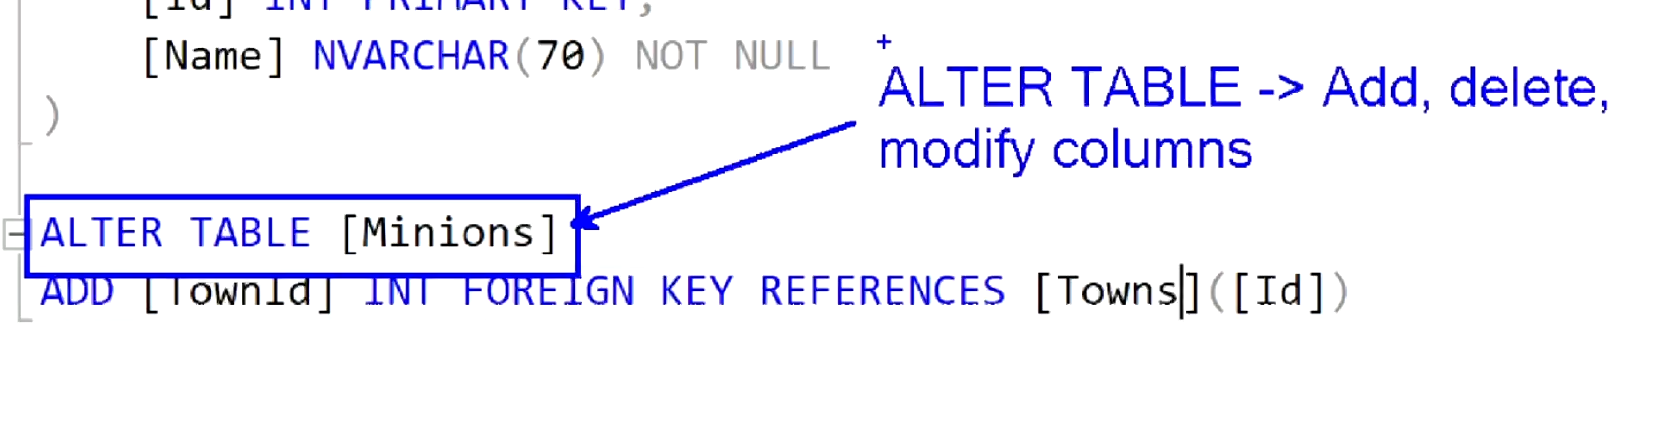 [Id] INT PRIMARY KEY,
[Name] NVARCHAR(70) NOT NULL
)
ALTER TABLE -> Add, delete,
modify columns
ALTER TABLE [Minions]
ADD [TownId] INT FOREIGN KEY REFERENCES [Towns]([Id])